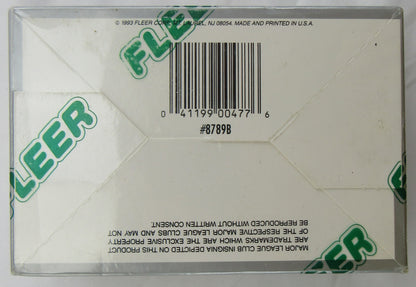 © 1993 FLEER CORP., MT. LAUREL, NJ 08054. MADE AND PRINTED IN U.S.A.
FLEER
0 41199 00477 6
#8789B
FLEER
MAJOR LEAGUE CLUB INSIGNIA DEPICTED ON THIS PRODUCT
ARE TRADEMARKS WHICH ARE THE EXCLUSIVE PROPERTY
OF THE RESPECTIVE MAJOR LEAGUE CLUBS AND MAY NOT
BE REPRODUCED WITHOUT WRITTEN CONSENT.
FLEER